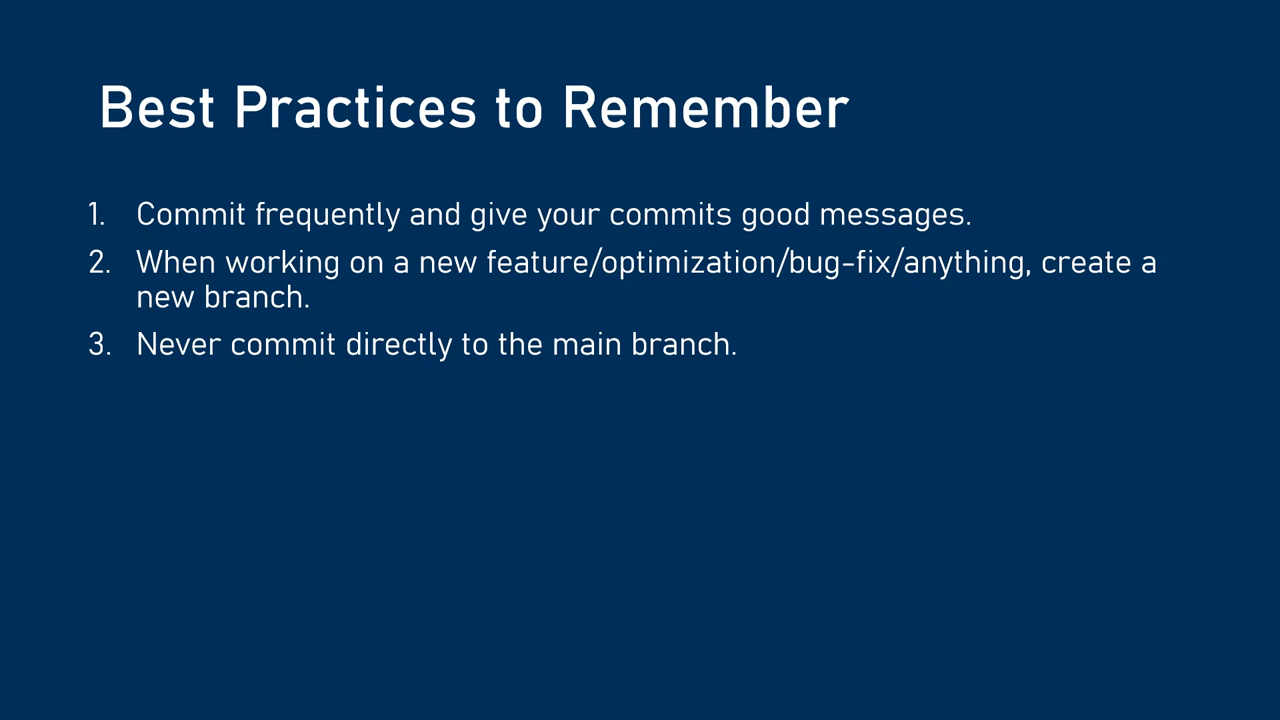 Best Practices to Remember
1. Commit frequently and give your commits good messages.
2. When working on a new feature/optimization/bug-fix/anything, create a
new branch.
3. Never commit directly to the main branch.